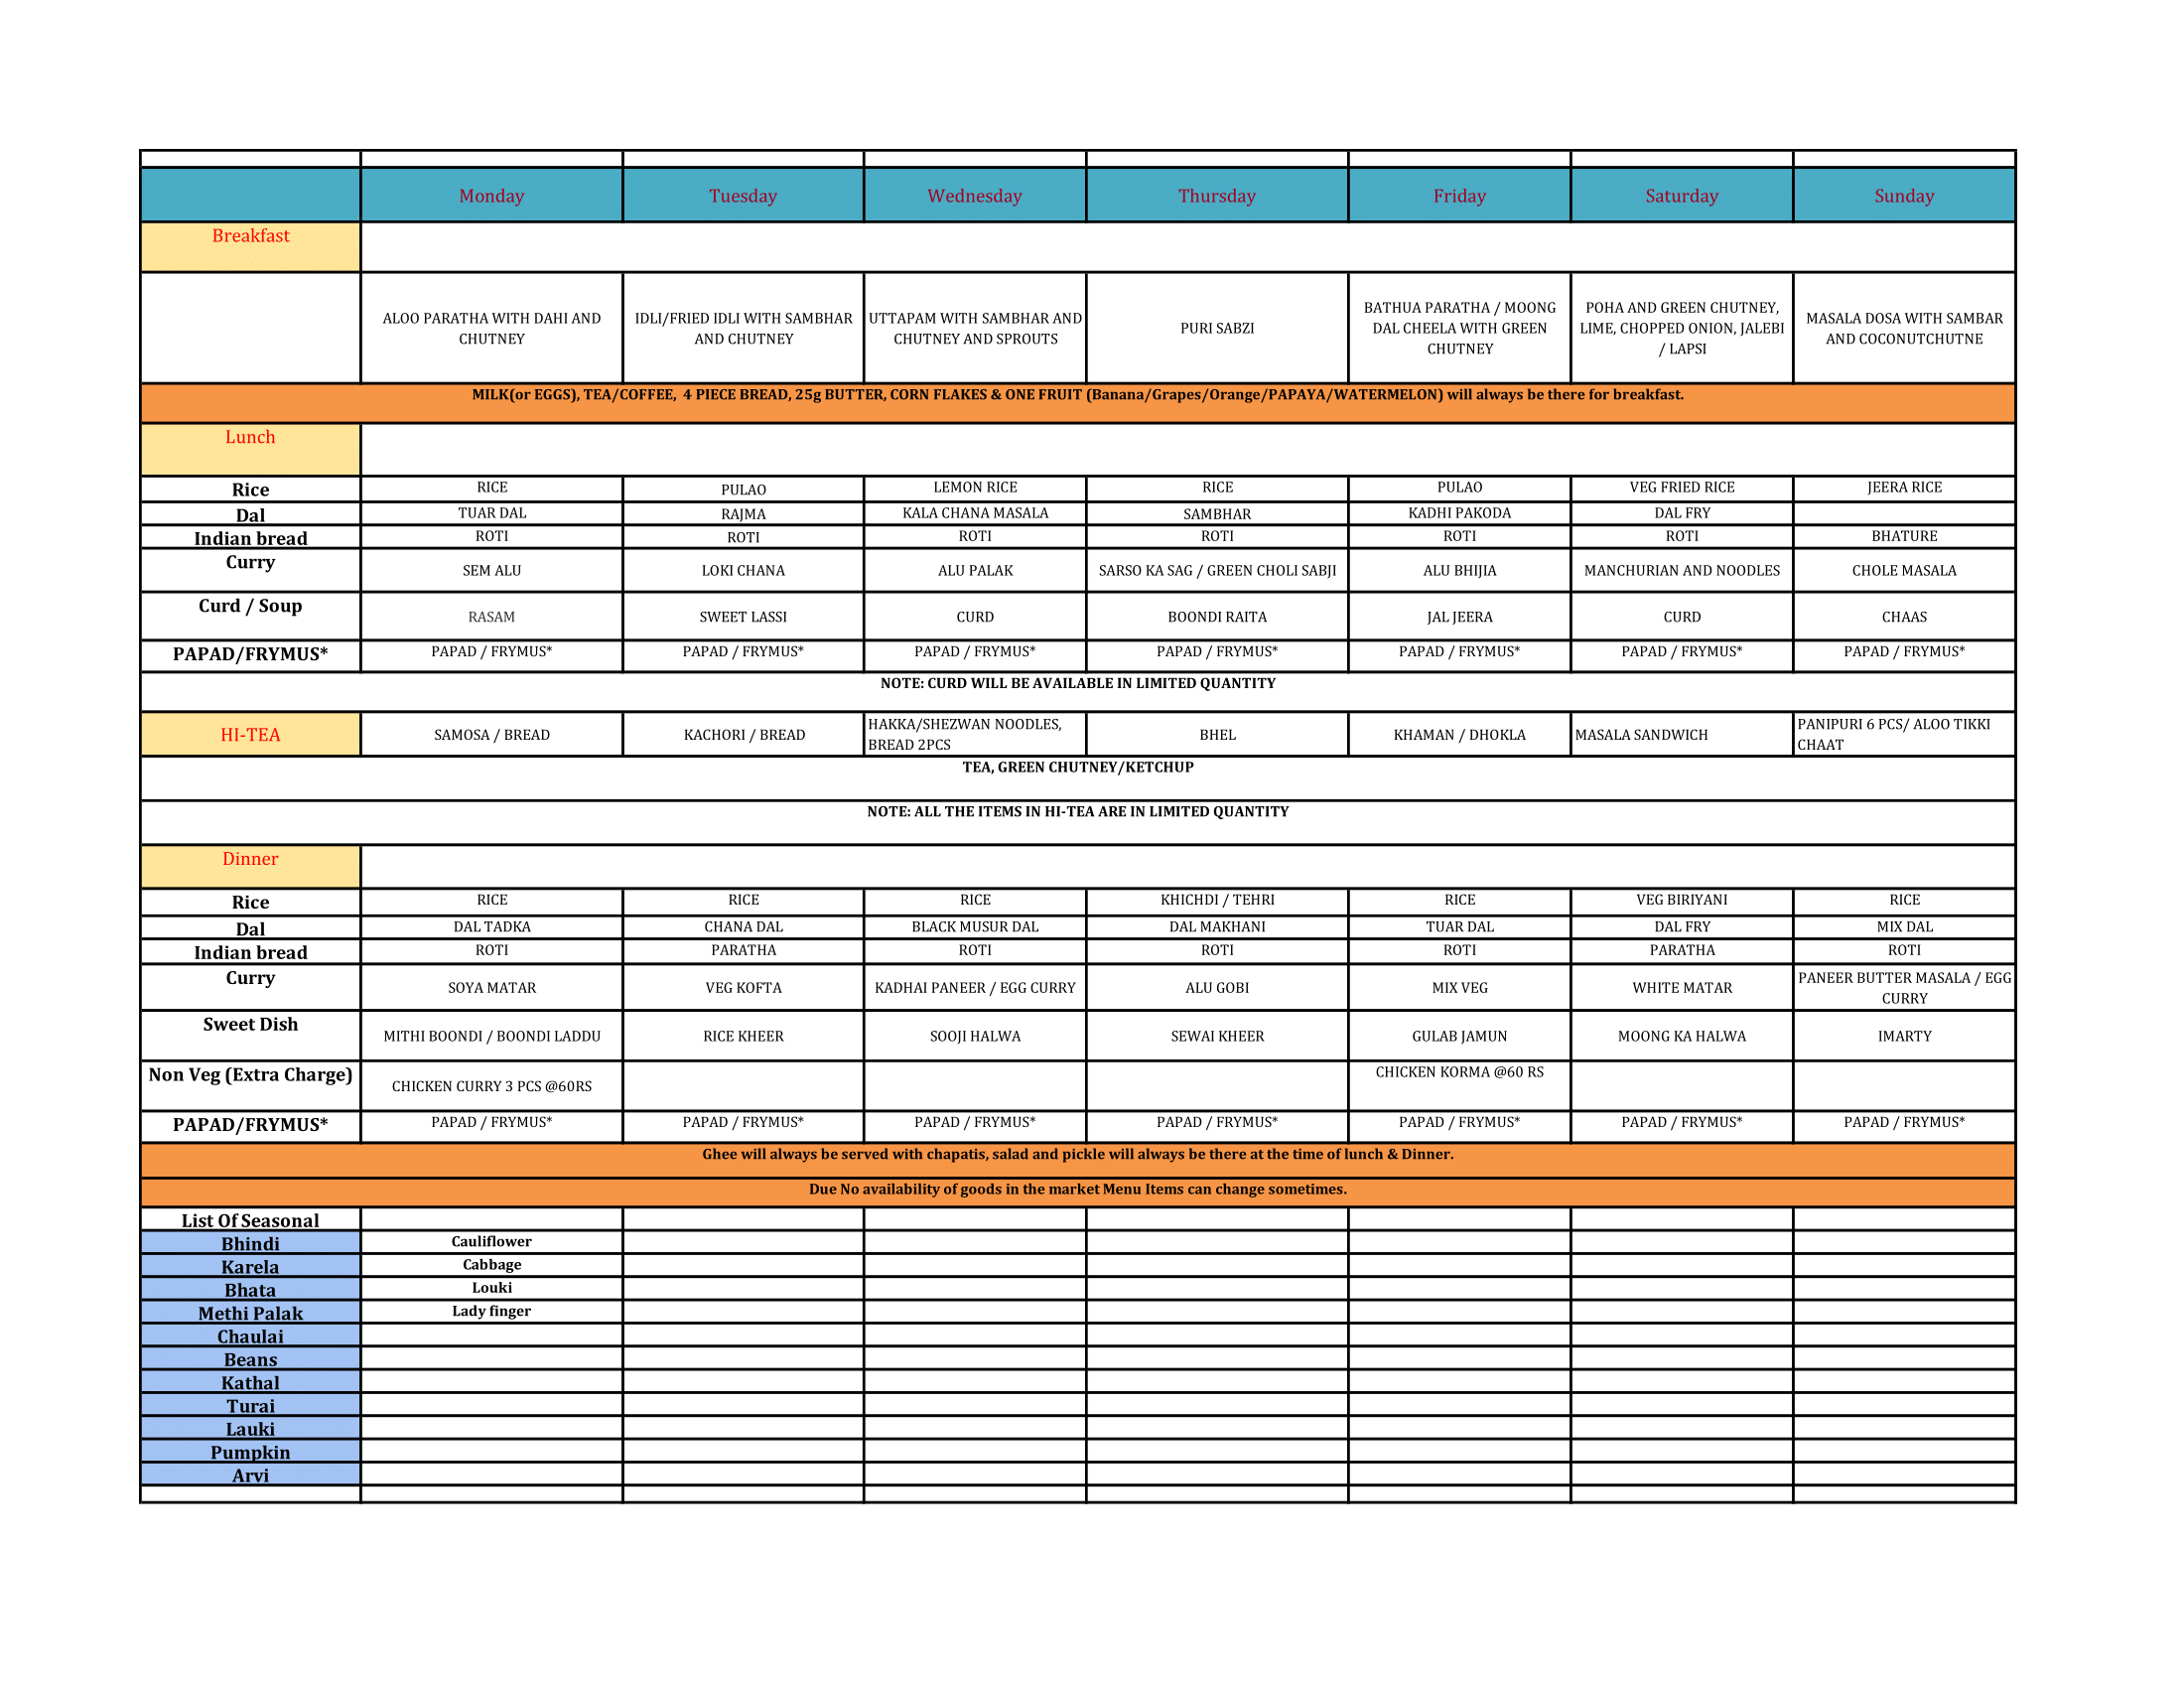 Monday Tuesday Wednesday Thursday Friday Saturday Sunday
Breakfast
ALOO PARATHA WITH DAHI AND CHUTNEY
IDLI/FRIED IDLI WITH SAMBHAR AND CHUTNEY
UTTAPAM WITH SAMBHAR AND CHUTNEY AND SPROUTS
PURI SABZI
BATHUA PARATHA / MOONG DAL CHEELA WITH GREEN CHUTNEY
POHA AND GREEN CHUTNEY, LIME, CHOPPED ONION, JALEBI / LAPSI
MASALA DOSA WITH SAMBAR AND COCONUTCHUTNE
MILK(or EGGS), TEA/COFFEE, 4 PIECE BREAD, 25g BUTTER, CORN FLAKES & ONE FRUIT (Banana/Grapes/Orange/PAPAYA/WATERMELON) will always be there for breakfast.
Lunch
Rice RICE PULAO LEMON RICE RICE PULAO VEG FRIED RICE JEERA RICE
Dal TUAR DAL RAJMA KALA CHANA MASALA SAMBHAR KADHI PAKODA DAL FRY
Indian bread ROTI ROTI ROTI ROTI ROTI ROTI BHATURE
Curry SEM ALU LOKI CHANA ALU PALAK SARSO KA SAG / GREEN CHOLI SABJI ALU BHIJIA MANCHURIAN AND NOODLES CHOLE MASALA
Curd / Soup RASAM SWEET LASSI CURD BOONDI RAITA JAL JEERA CURD CHAAS
PAPAD/FRYMUS* PAPAD / FRYMUS* PAPAD / FRYMUS* PAPAD / FRYMUS* PAPAD / FRYMUS* PAPAD / FRYMUS* PAPAD / FRYMUS* PAPAD / FRYMUS*
NOTE: CURD WILL BE AVAILABLE IN LIMITED QUANTITY
HI-TEA SAMOSA / BREAD KACHORI / BREAD HAKKA/SHEZWAN NOODLES, BREAD 2PCS BHEL KHAMAN / DHOKLA MASALA SANDWICH PANIPURI 6 PCS/ ALOO TIKKI CHAAT
TEA, GREEN CHUTNEY/KETCHUP
NOTE: ALL THE ITEMS IN HI-TEA ARE IN LIMITED QUANTITY
Dinner
Rice RICE RICE RICE KHICHDI / TEHRI RICE VEG BIRIYANI RICE
Dal DAL TADKA CHANA DAL BLACK MUSUR DAL DAL MAKHANI TUAR DAL DAL FRY MIX DAL
Indian bread ROTI PARATHA ROTI ROTI ROTI PARATHA ROTI
Curry SOYA MATAR VEG KOFTA KADHAI PANEER / EGG CURRY ALU GOBI MIX VEG WHITE MATAR PANEER BUTTER MASALA / EGG CURRY
Sweet Dish MITHI BOONDI / BOONDI LADDU RICE KHEER SOOJI HALWA SEWAI KHEER GULAB JAMUN MOONG KA HALWA IMARTY
Non Veg (Extra Charge) CHICKEN CURRY 3 PCS @60RS CHICKEN KORMA @60 RS
PAPAD/FRYMUS* PAPAD / FRYMUS* PAPAD / FRYMUS* PAPAD / FRYMUS* PAPAD / FRYMUS* PAPAD / FRYMUS* PAPAD / FRYMUS* PAPAD / FRYMUS*
Ghee will always be served with chapatis, salad and pickle will always be there at the time of lunch & Dinner.
Due No availability of goods in the market Menu Items can change sometimes.
List Of Seasonal
Bhindi Cauliflower
Karela Cabbage
Bhata Louki
Methi Palak Lady finger
Chaulai
Beans
Kathal
Turai
Lauki
Pumpkin
Arvi